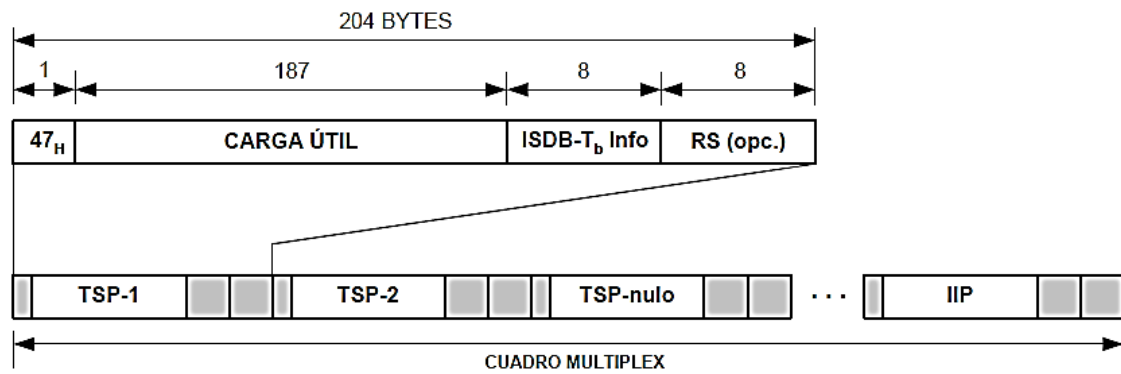 204 BYTES
1 187 8 8
47H CARGA ÚTIL ISDB-Tb Info RS (opc.)
TSP-1 TSP-2 TSP-nulo ... IIP
CUADRO MULTIPLEX